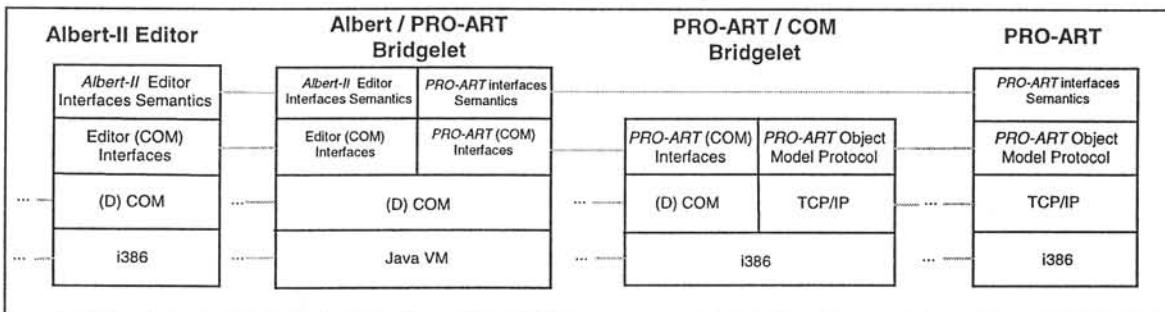 Albert-II Editor
Albert / PRO-ART
Bridgelet
PRO-ART / COM
Bridgelet
PRO-ART
Albert-II Editor
Interfaces Semantics
Albert-II Editor
Interfaces Semantics
PRO-ART interfaces
Semantics
PRO-ART interfaces
Semantics
Editor (COM)
Interfaces
Editor (COM)
Interfaces
PRO-ART (COM)
Interfaces
PRO-ART (COM)
Interfaces
PRO-ART Object
Model Protocol
PRO-ART Object
Model Protocol
... (D) COM
... (D) COM
... (D) COM
TCP/IP
... TCP/IP
... i386
... Java VM
... i386
... i386